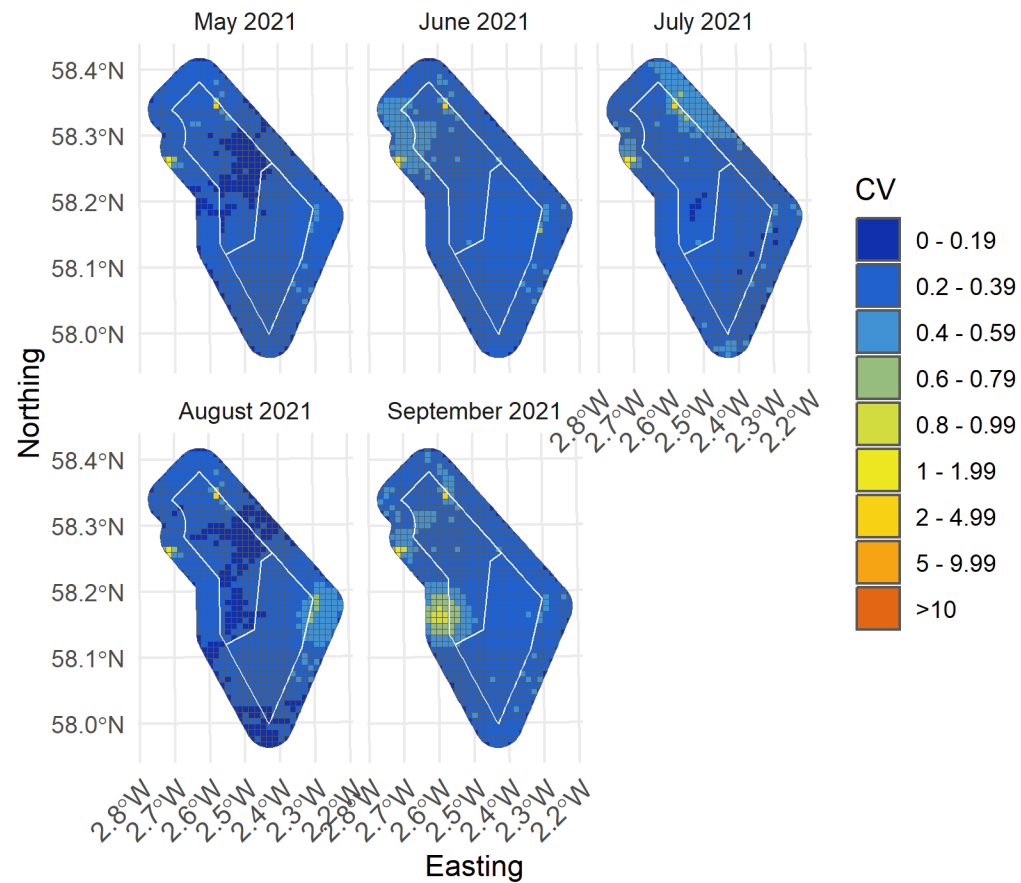 May 2021 June 2021 July 2021
58.4°N
58.3°N
58.2°N
58.1°N
58.0°N
2.8°W 2.7°W 2.6°W 2.5°W 2.4°W 2.3°W 2.2°W
August 2021 September 2021
58.4°N
58.3°N
58.2°N
58.1°N
58.0°N
2.8°W 2.7°W 2.6°W 2.5°W 2.4°W 2.3°W 2.2°W 2.8°W 2.7°W 2.6°W 2.5°W 2.4°W 2.3°W 2.2°W
Northing
Easting
CV
0 - 0.19
0.2 - 0.39
0.4 - 0.59
0.6 - 0.79
0.8 - 0.99
1 - 1.99
2 - 4.99
5 - 9.99
>10